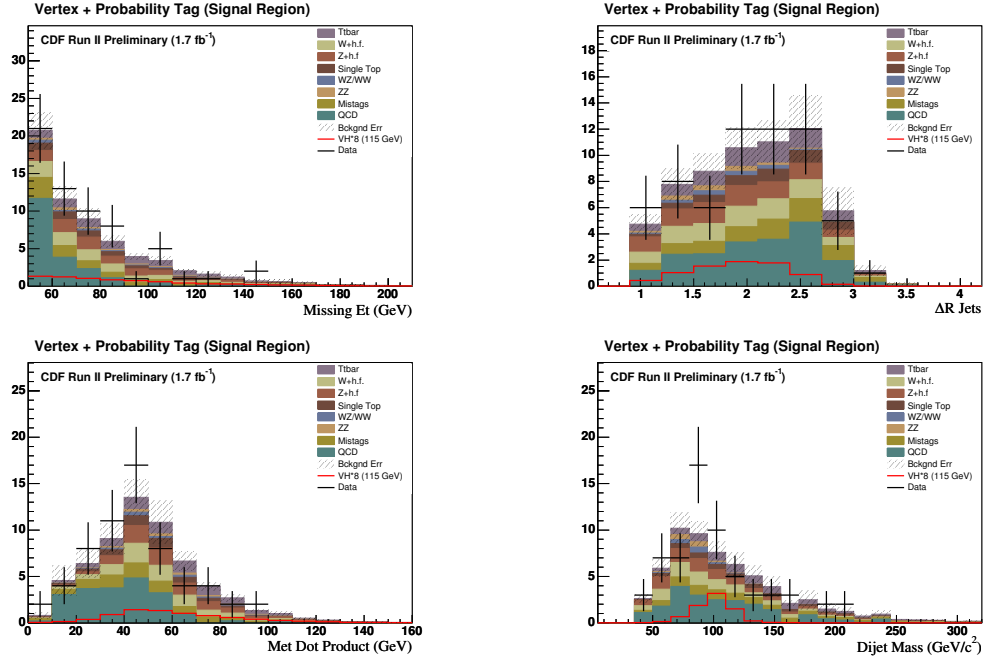 Vertex + Probability Tag (Signal Region)
CDF Run II Preliminary (1.7 fb⁻¹)
Ttbar
W+h.f.
Z+h.f
Single Top
WZ/WW
ZZ
Mistags
QCD
Bckgnd Err
VH*8 (115 GeV)
Data
30
25
20
15
10
5
0
60 80 100 120 140 160 180 200
Missing Et (GeV)
Vertex + Probability Tag (Signal Region)
CDF Run II Preliminary (1.7 fb⁻¹)
Ttbar
W+h.f.
Z+h.f
Single Top
WZ/WW
ZZ
Mistags
QCD
Bckgnd Err
VH*8 (115 GeV)
Data
18
16
14
12
10
8
6
4
2
0
1 1.5 2 2.5 3 3.5 4
ΔR Jets
Vertex + Probability Tag (Signal Region)
CDF Run II Preliminary (1.7 fb⁻¹)
Ttbar
W+h.f.
Z+h.f
Single Top
WZ/WW
ZZ
Mistags
QCD
Bckgnd Err
VH*8 (115 GeV)
Data
25
20
15
10
5
0
0 20 40 60 80 100 120 140 160
Met Dot Product (GeV)
Vertex + Probability Tag (Signal Region)
CDF Run II Preliminary (1.7 fb⁻¹)
Ttbar
W+h.f.
Z+h.f
Single Top
WZ/WW
ZZ
Mistags
QCD
Bckgnd Err
VH*8 (115 GeV)
Data
25
20
15
10
5
0
50 100 150 200 250 300
Dijet Mass (GeV/c²)